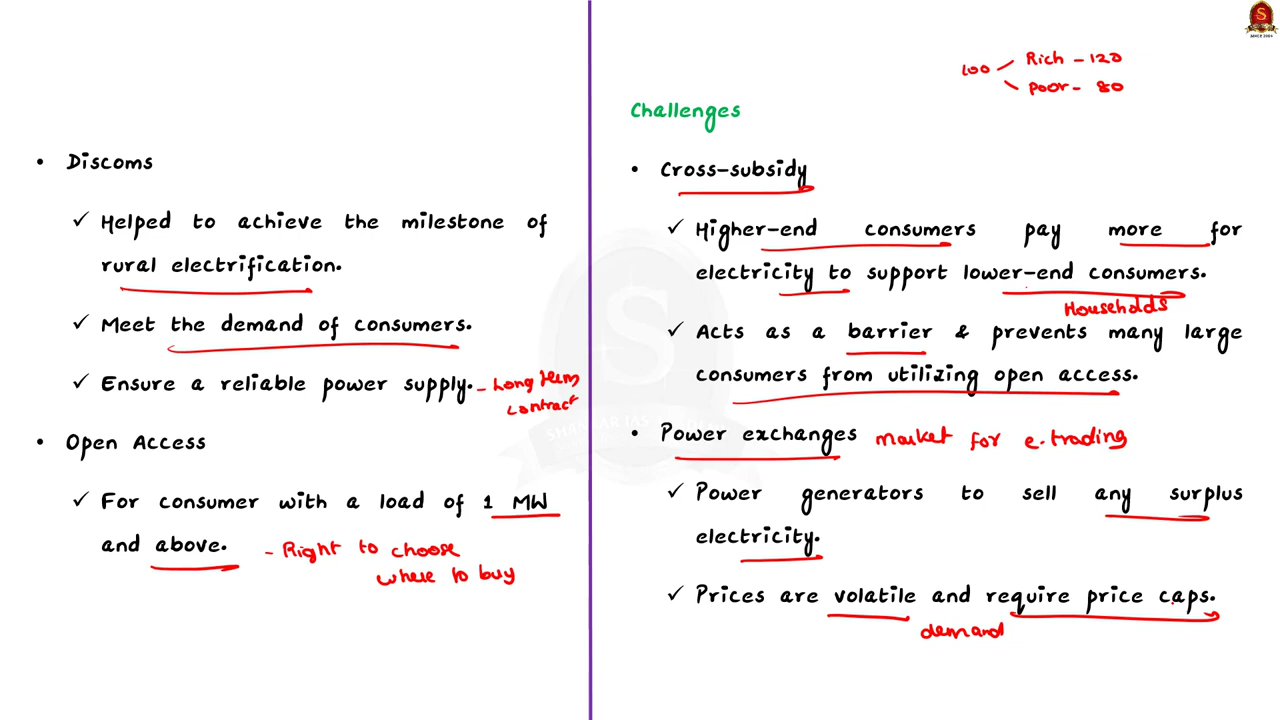 • Discoms
✓ Helped to achieve the milestone of
rural electrification.
✓ Meet the demand of consumers.
✓ Ensure a reliable power supply. - Long term
contract
• Open Access
✓ For consumer with a load of 1 MW
and above. - Right to choose
where to buy
S
SINCE 2004
100 Rich - 120
Poor - 80
Challenges
• Cross-subsidy
✓ Higher-end consumers pay more for
electricity to support lower-end consumers.
Households
✓ Acts as a barrier & prevents many large
consumers from utilizing open access.
• Power exchanges market for e-trading
✓ Power generators to sell any surplus
electricity.
✓ Prices are volatile and require price caps.
demand
S
SHANKAR IAS